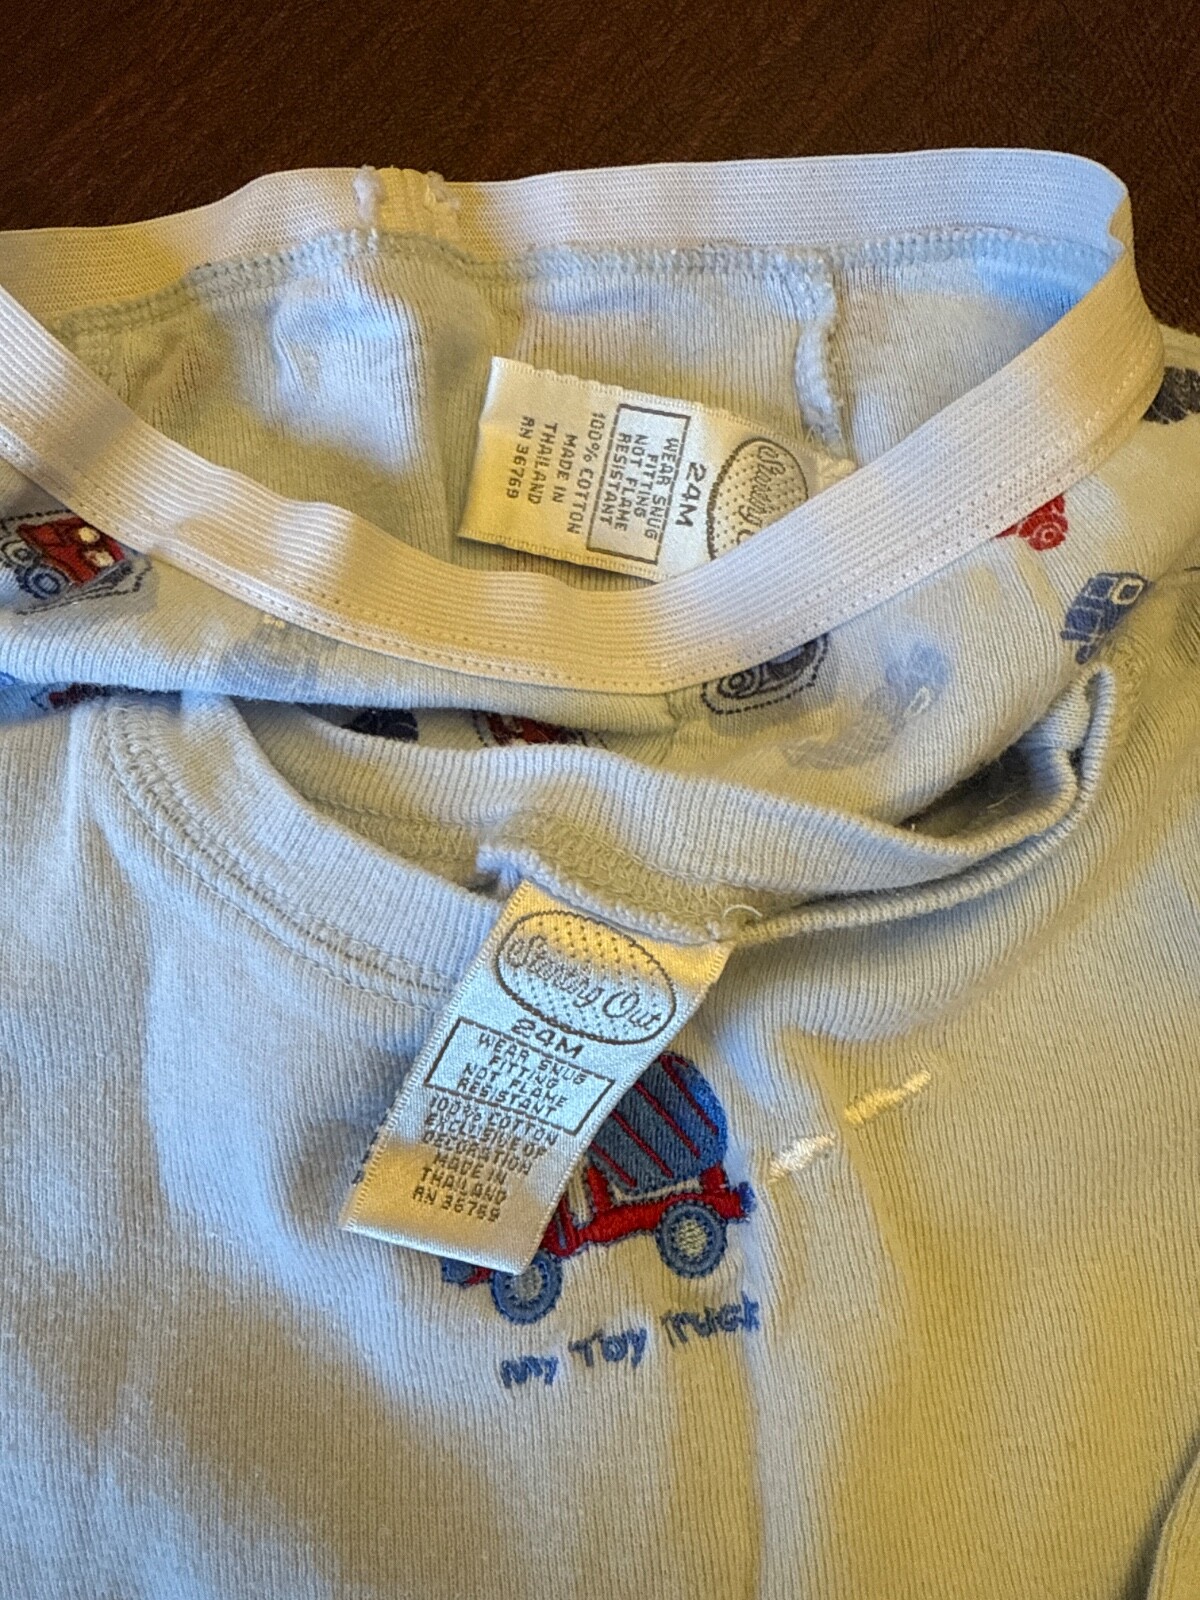 Starting
24M
WEAR SNUG
FITTING
NOT FLAME
RESISTANT
100% COTTON
MADE IN
THAILAND
RN 36769
Starting Out
24M
WEAR SNUG
FITTING
NOT FLAME
RESISTANT
100% COTTON
EXCLUSIVE OF
DECORATION
MADE IN
THAILAND
RN 36769
My Toy Truck